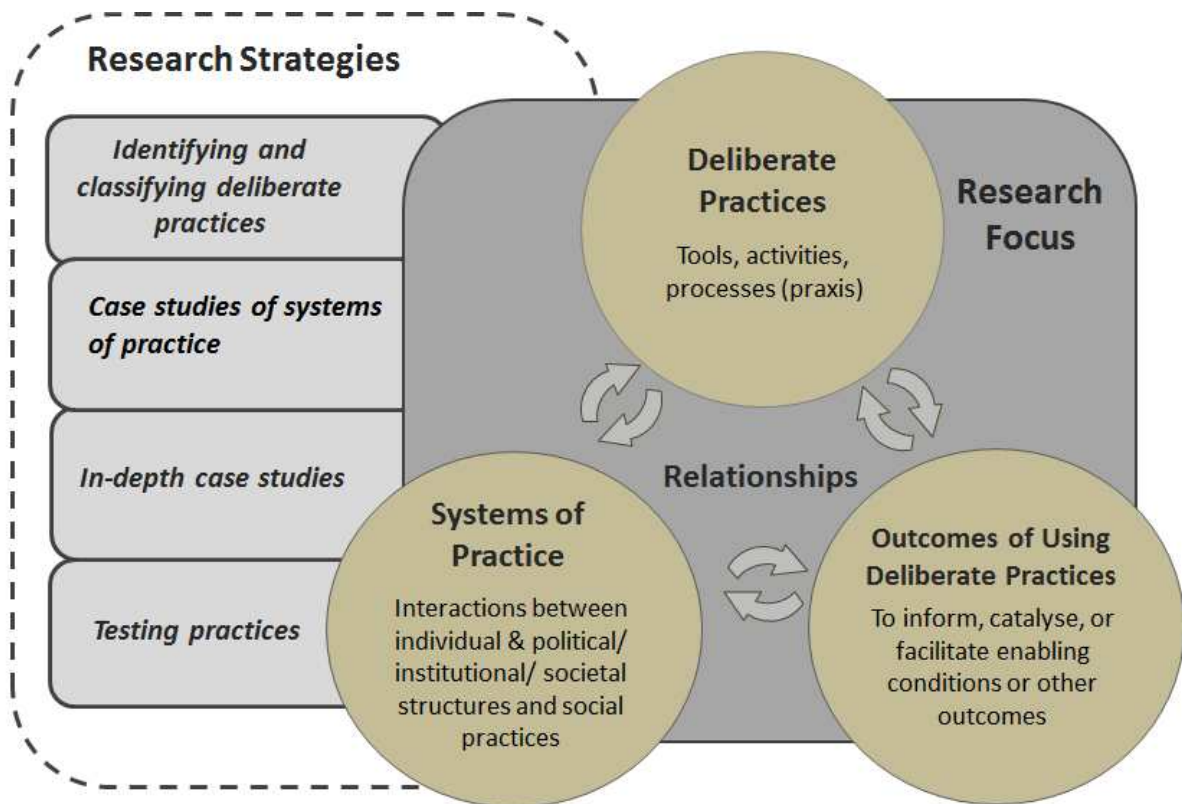 Research Strategies
Identifying and
classifying deliberate
practices
Case studies of systems
of practice
In-depth case studies
Testing practices
Deliberate
Practices
Tools, activities,
processes (praxis)
Research
Focus
Relationships
Systems of
Practice
Interactions between
individual & political/
institutional/ societal
structures and social
practices
Outcomes of Using
Deliberate Practices
To inform, catalyse, or
facilitate enabling
conditions or other
outcomes